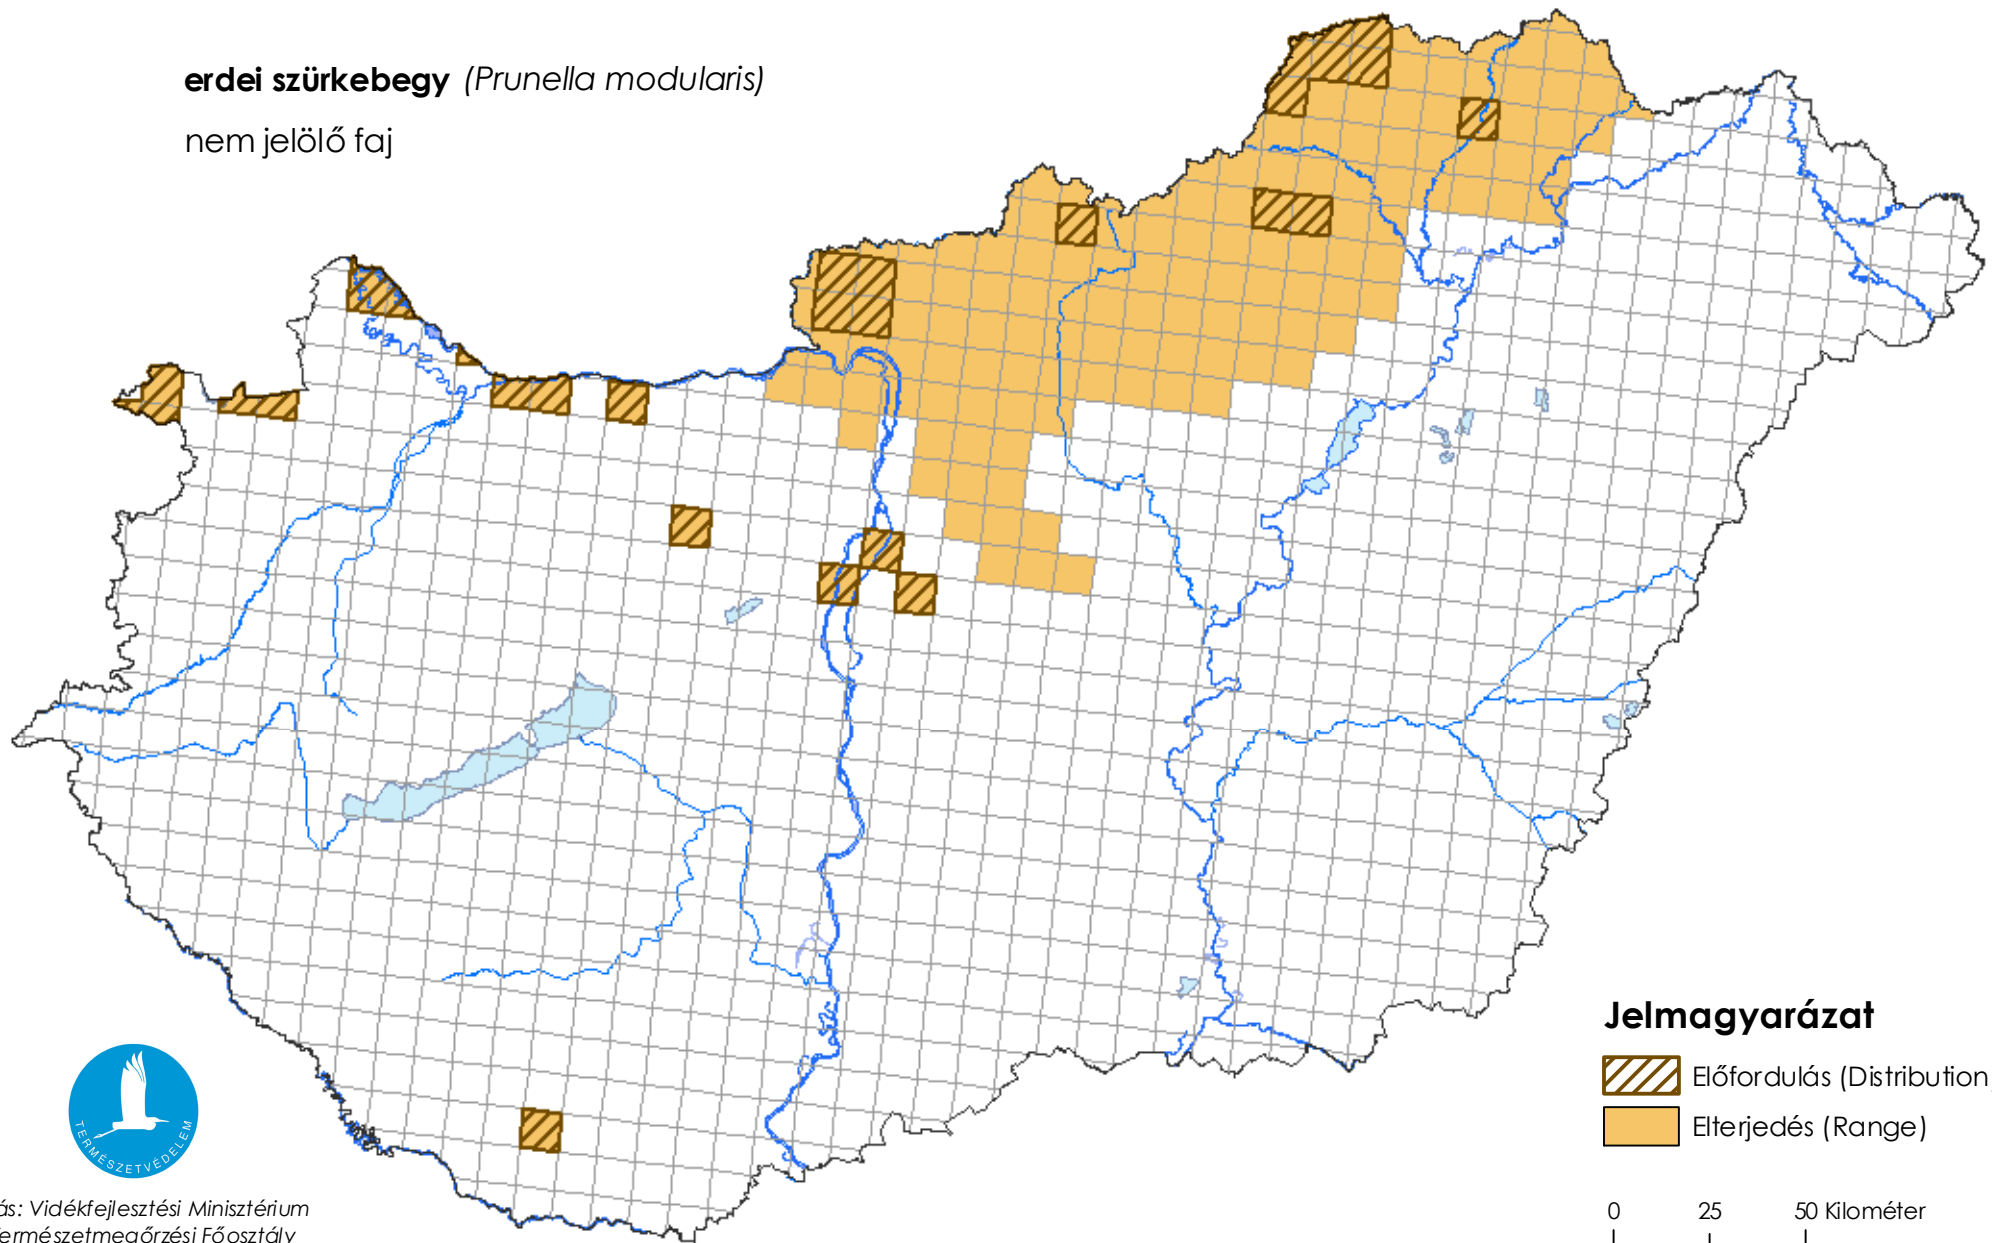 erdei szürkebegy (Prunella modularis)
nem jelölő faj
Jelmagyarázat
Előfordulás (Distribution)
Elterjedés (Range)
0 25 50 Kilométer
TERMÉSZETVÉDELEM
ás: Vidékfejlesztési Minisztérium
Természetmegőrzési Főosztály